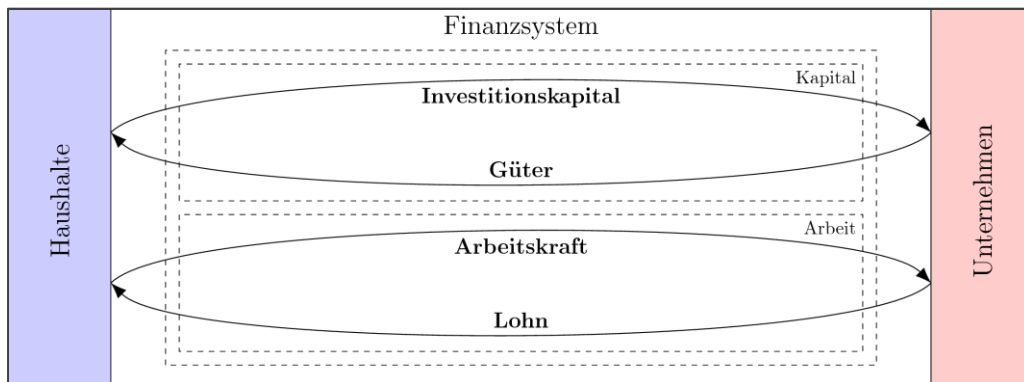 Finanzsystem
Kapital
Investitionskapital
Güter
Haushalte
Unternehmen
Arbeit
Arbeitskraft
Lohn